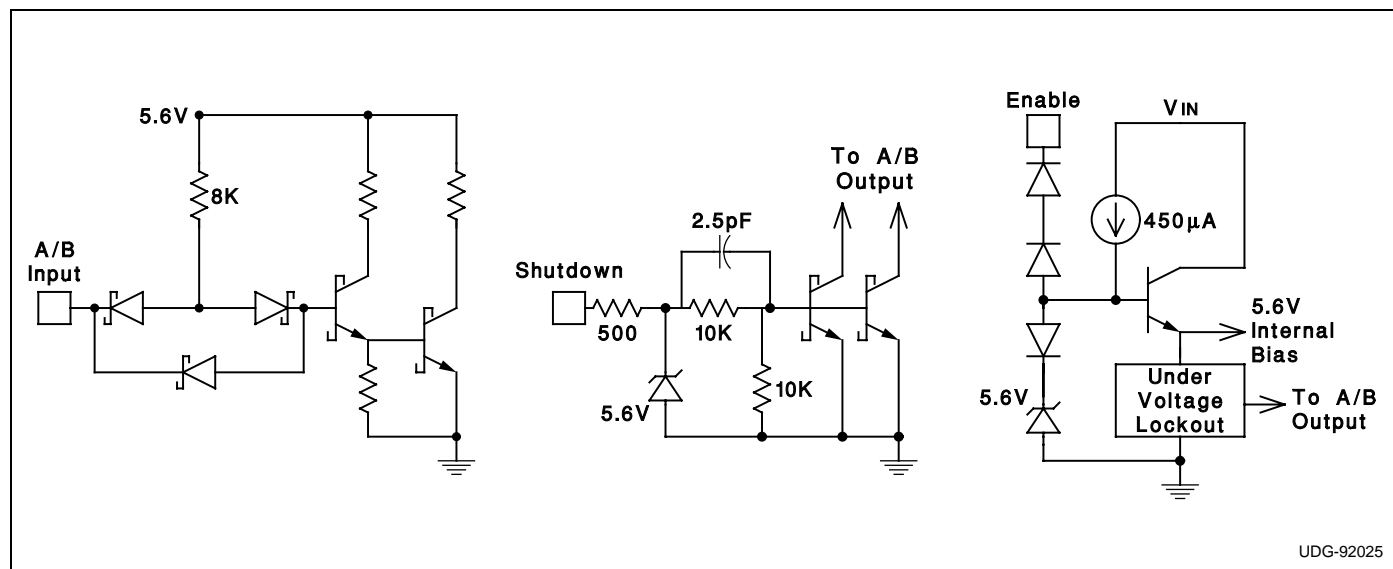 5.6V
8K
A/B
Input
Shutdown
500
2.5pF
10K
10K
5.6V
To A/B
Output
Enable
VIN
450µA
5.6V
Internal
Bias
5.6V
Under
Voltage
Lockout
To A/B
Output
UDG-92025